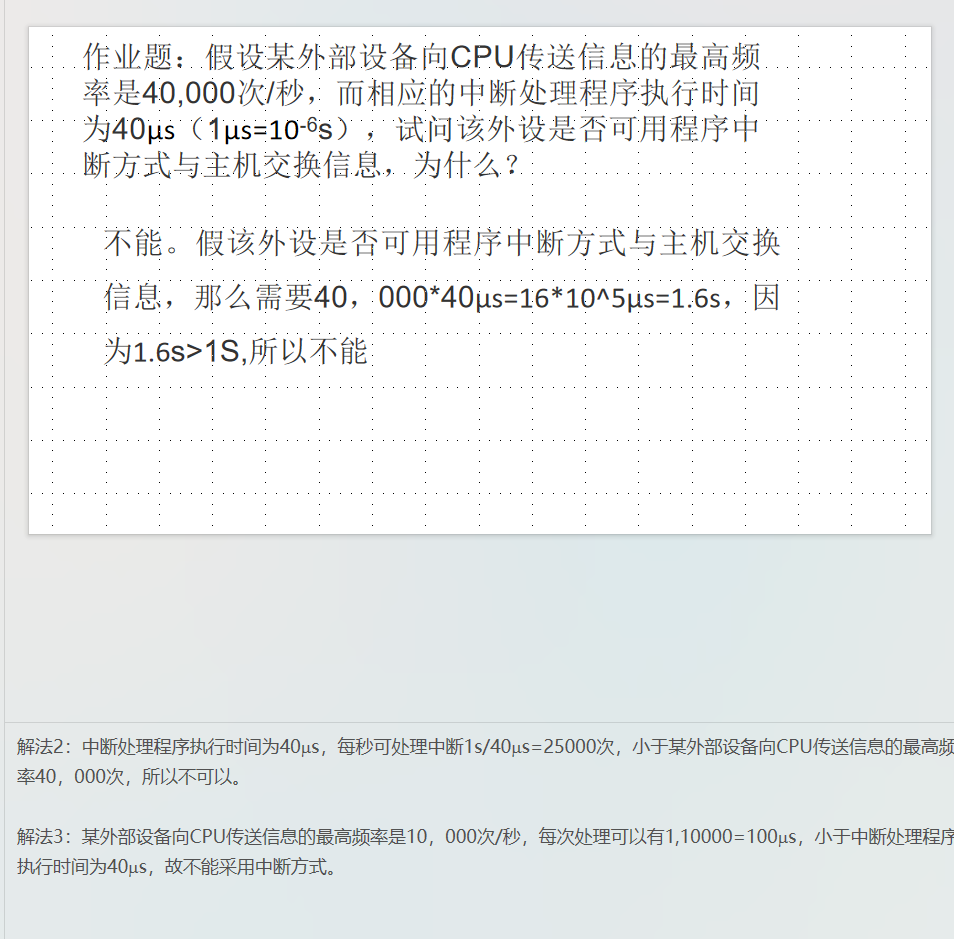 作业题：假设某外部设备向CPU传送信息的最高频
率是40,000次/秒，而相应的中断处理程序执行时间
为40μs（1μs=10-6s），试问该外设是否可用程序中
断方式与主机交换信息，为什么？
不能。假该外设是否可用程序中断方式与主机交换
信息，那么需要40，000*40μs=16*10^5μs=1.6s，因
为1.6s>1S,所以不能
解法2：中断处理程序执行时间为40μs，每秒可处理中断1s/40μs=25000次，小于某外部设备向CPU传送信息的最高频
率40，000次，所以不可以。
解法3：某外部设备向CPU传送信息的最高频率是10，000次/秒，每次处理可以有1,10000=100μs，小于中断处理程序
执行时间为40μs，故不能采用中断方式。